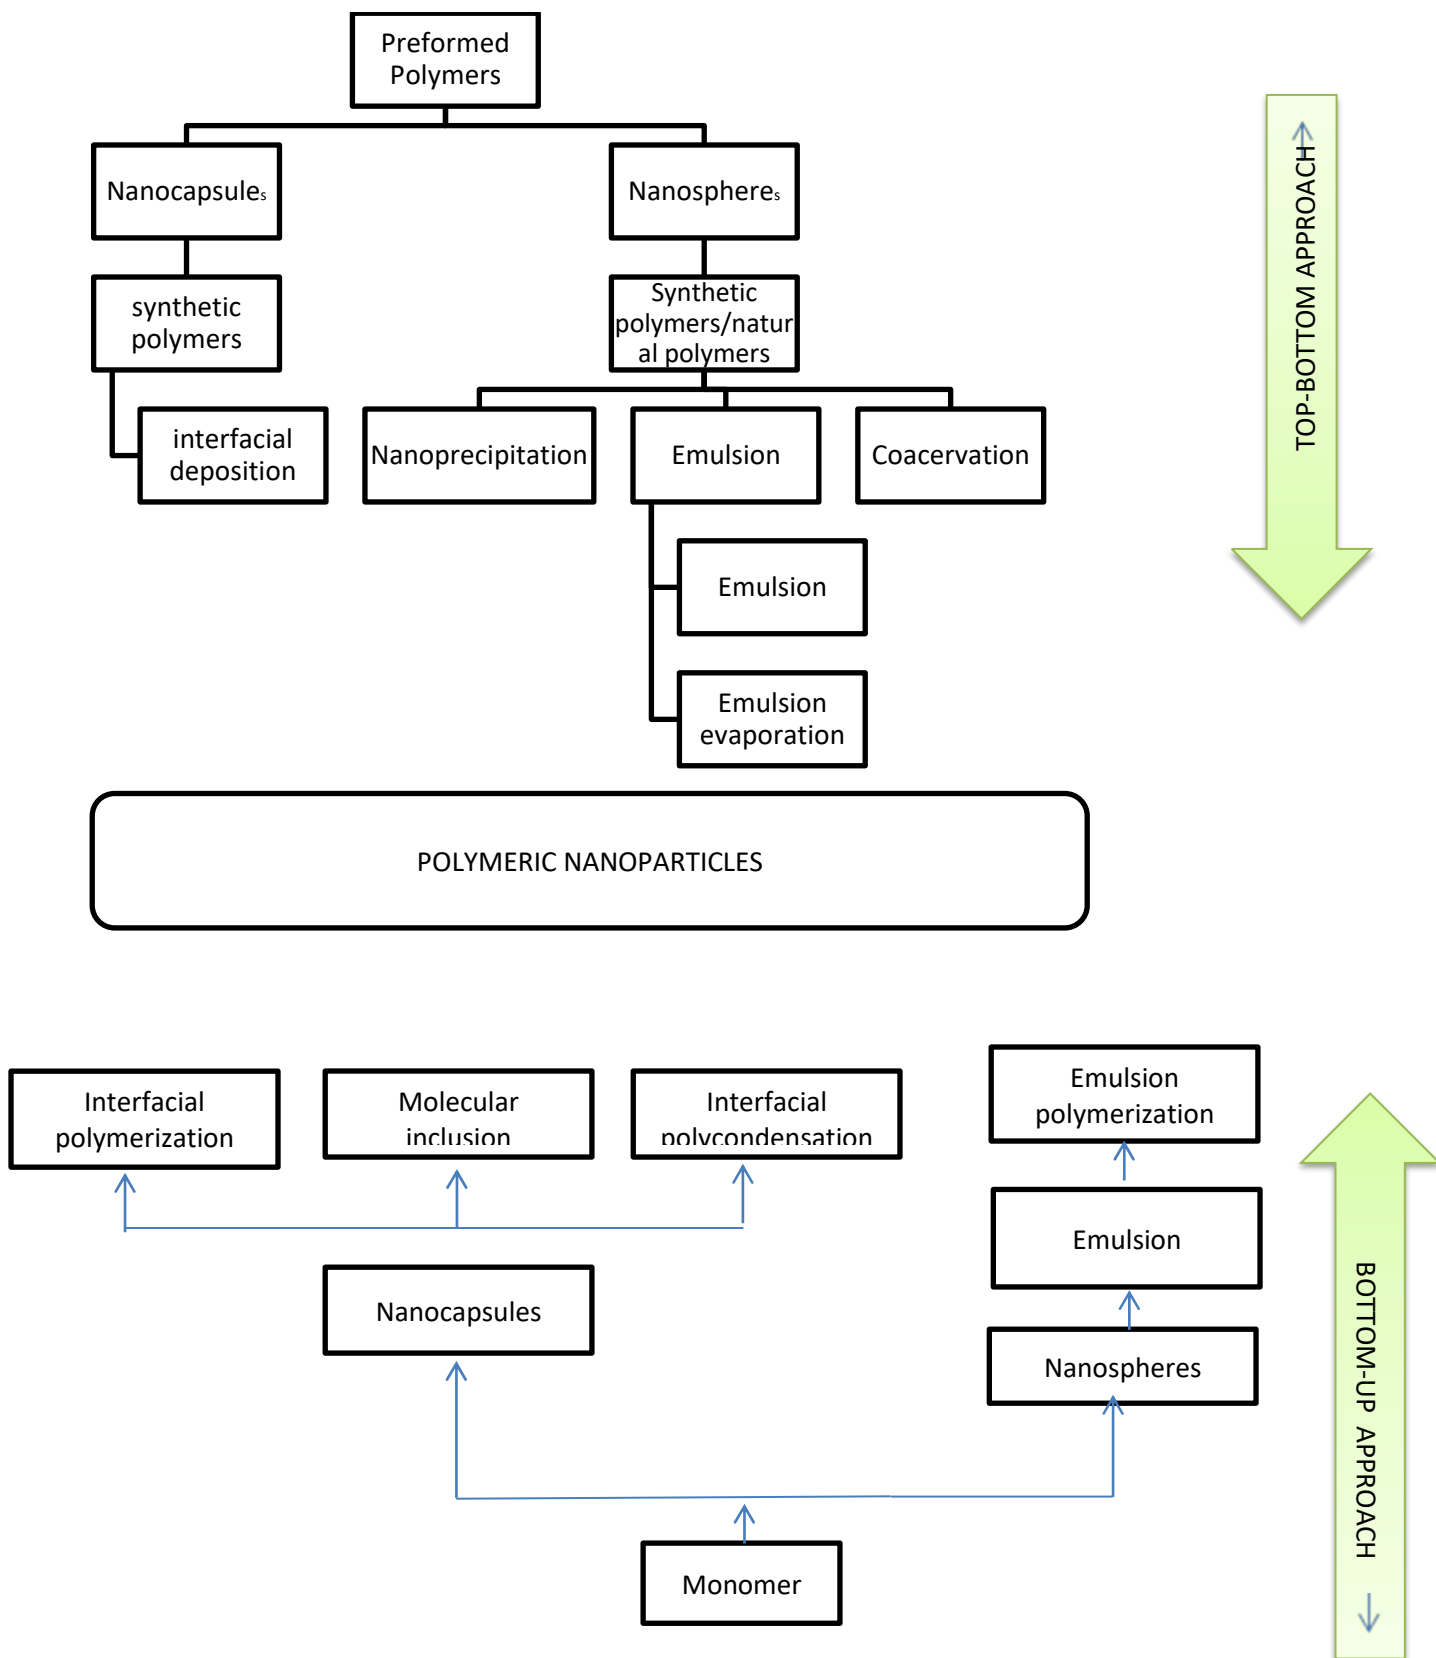 Preformed
Polymers
Nanocapsules
Nanospheres
synthetic
polymers
Synthetic
polymers/natur
al polymers
interfacial
deposition
Nanoprecipitation
Emulsion
Coacervation
Emulsion
Emulsion
evaporation
TOP-BOTTOM APPROACH
POLYMERIC NANOPARTICLES
Interfacial
polymerization
Molecular
inclusion
Interfacial
polycondensation
Emulsion
polymerization
Emulsion
Nanocapsules
Nanospheres
Monomer
BOTTOM-UP APPROACH